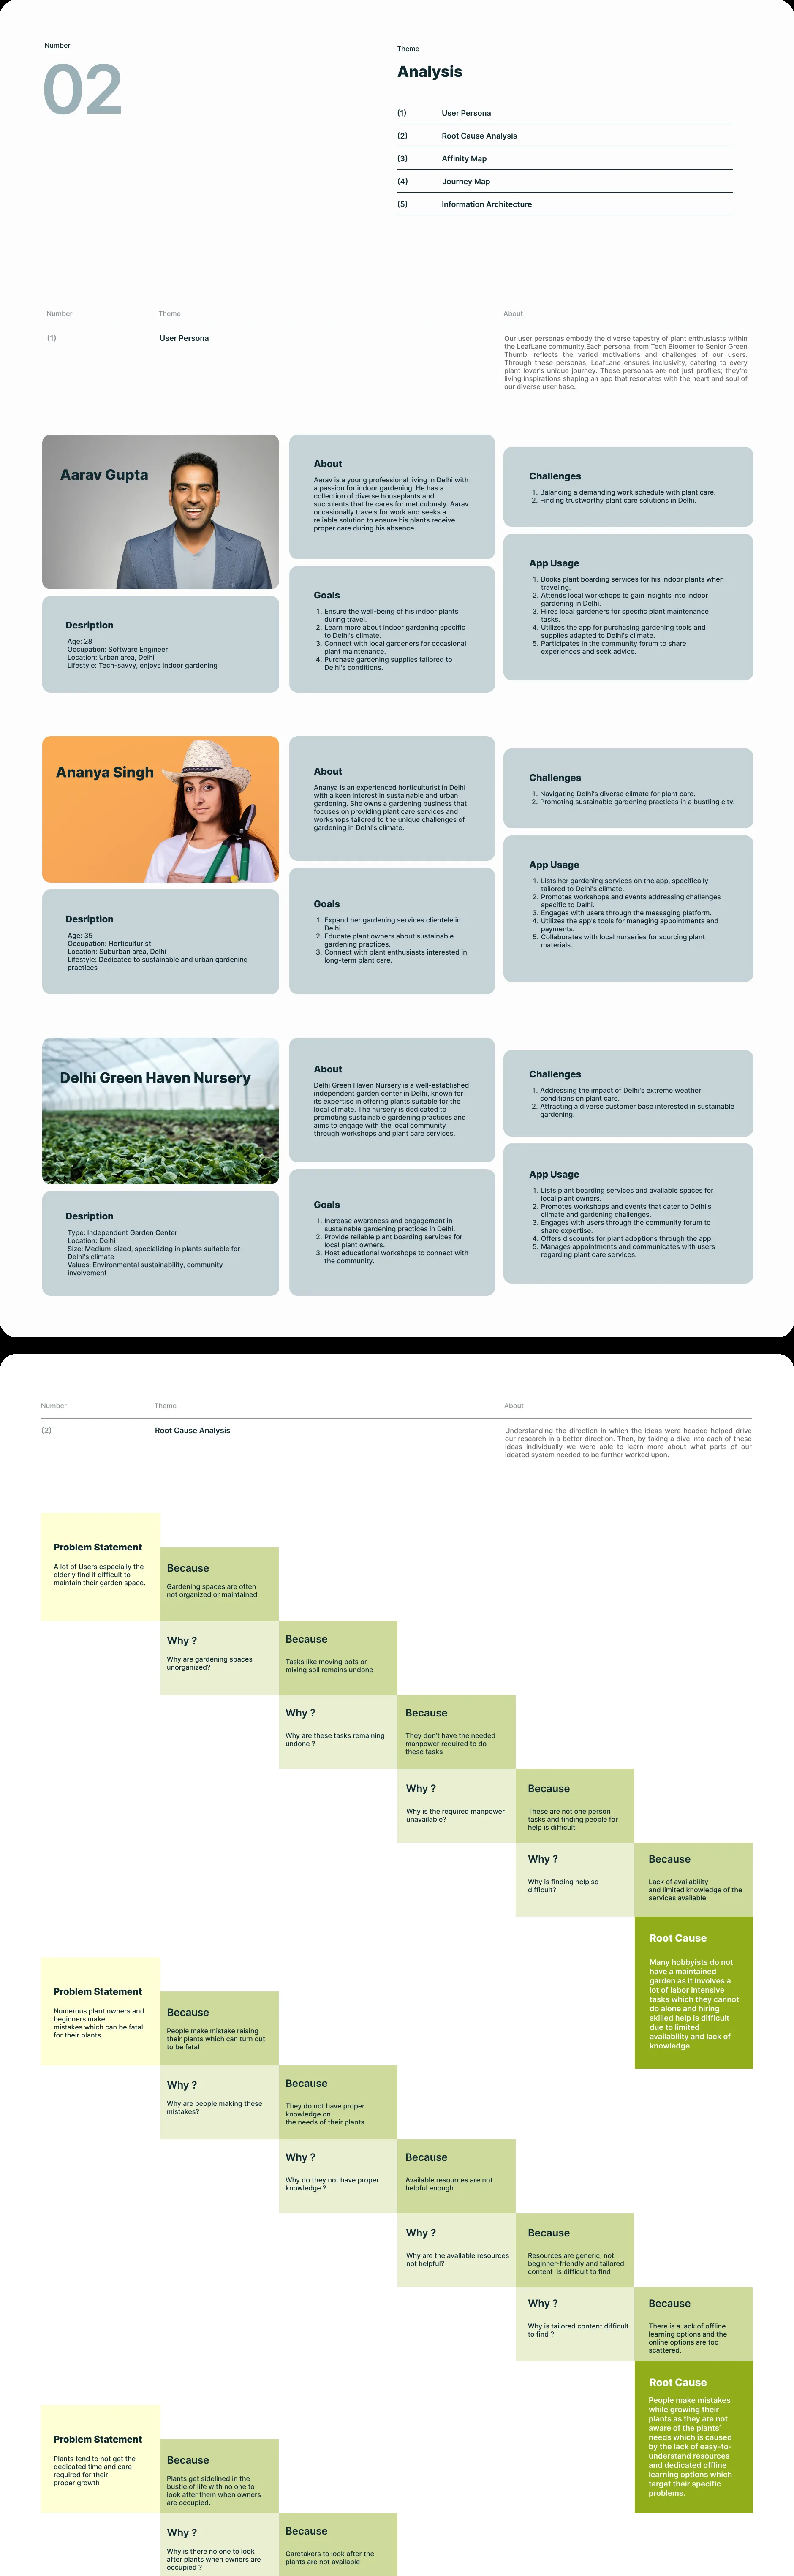 Number
02
Theme
Analysis
(1) User Persona
(2) Root Cause Analysis
(3) Affinity Map
(4) Journey Map
(5) Information Architecture
Number Theme About
(1) User Persona
Our user personas embody the diverse tapestry of plant enthusiasts within
the LeafLane community.Each persona, from Tech Bloomer to Senior Green
Thumb, reflects the varied motivations and challenges of our users.
Through these personas, LeafLane ensures inclusivity, catering to every
plant lover's unique journey. These personas are not just profiles; they're
living inspirations shaping an app that resonates with the heart and soul of
our diverse user base.
Aarav Gupta
Desription
Age: 28
Occupation: Software Engineer
Location: Urban area, Delhi
Lifestyle: Tech-savvy, enjoys indoor gardening
About
Aarav is a young professional living in Delhi with
a passion for indoor gardening. He has a
collection of diverse houseplants and
succulents that he cares for meticulously. Aarav
occasionally travels for work and seeks a
reliable solution to ensure his plants receive
proper care during his absence.
Goals
1. Ensure the well-being of his indoor plants
during travel.
2. Learn more about indoor gardening specific
to Delhi's climate.
3. Connect with local gardeners for occasional
plant maintenance.
4. Purchase gardening supplies tailored to
Delhi's conditions.
Challenges
1. Balancing a demanding work schedule with plant care.
2. Finding trustworthy plant care solutions in Delhi.
App Usage
1. Books plant boarding services for his indoor plants when
traveling.
2. Attends local workshops to gain insights into indoor
gardening in Delhi.
3. Hires local gardeners for specific plant maintenance
tasks.
4. Utilizes the app for purchasing gardening tools and
supplies adapted to Delhi's climate.
5. Participates in the community forum to share
experiences and seek advice.
Ananya Singh
Desription
Age: 35
Occupation: Horticulturist
Location: Suburban area, Delhi
Lifestyle: Dedicated to sustainable and urban gardening
practices
About
Ananya is an experienced horticulturist in Delhi
with a keen interest in sustainable and urban
gardening. She owns a gardening business that
focuses on providing plant care services and
workshops tailored to the unique challenges of
gardening in Delhi's climate.
Goals
1. Expand her gardening services clientele in
Delhi.
2. Educate plant owners about sustainable
gardening practices.
3. Connect with plant enthusiasts interested in
long-term plant care.
Challenges
1. Navigating Delhi's diverse climate for plant care.
2. Promoting sustainable gardening practices in a bustling city.
App Usage
1. Lists her gardening services on the app, specifically
tailored to Delhi's climate.
2. Promotes workshops and events addressing challenges
specific to Delhi.
3. Engages with users through the messaging platform.
4. Utilizes the app's tools for managing appointments and
payments.
5. Collaborates with local nurseries for sourcing plant
materials.
Delhi Green Haven Nursery
Desription
Type: Independent Garden Center
Location: Delhi
Size: Medium-sized, specializing in plants suitable for
Delhi's climate
Values: Environmental sustainability, community
involvement
About
Delhi Green Haven Nursery is a well-established
independent garden center in Delhi, known for
its expertise in offering plants suitable for the
local climate. The nursery is dedicated to
promoting sustainable gardening practices and
aims to engage with the local community
through workshops and plant care services.
Goals
1. Increase awareness and engagement in
sustainable gardening practices in Delhi.
2. Provide reliable plant boarding services for
local plant owners.
3. Host educational workshops to connect with
the community.
Challenges
1. Addressing the impact of Delhi's extreme weather
conditions on plant care.
2. Attracting a diverse customer base interested in sustainable
gardening.
App Usage
1. Lists plant boarding services and available spaces for
local plant owners.
2. Promotes workshops and events that cater to Delhi's
climate and gardening challenges.
3. Engages with users through the community forum to
share expertise.
4. Offers discounts for plant adoptions through the app.
5. Manages appointments and communicates with users
regarding plant care services.
Number Theme About
(2) Root Cause Analysis
Understanding the direction in which the ideas were headed helped drive
our research in a better direction. Then, by taking a dive into each of these
ideas individually we were able to learn more about what parts of our
ideated system needed to be further worked upon.
Problem Statement
A lot of Users especially the
elderly find it difficult to
maintain their garden space.
Because
Gardening spaces are often
not organized or maintained
Why ?
Why are gardening spaces
unorganized?
Because
Tasks like moving pots or
mixing soil remains undone
Why ?
Why are these tasks remaining
undone ?
Because
They don't have the needed
manpower required to do
these tasks
Why ?
Why is the required manpower
unavailable?
Because
These are not one person
tasks and finding people for
help is difficult
Why ?
Why is finding help so
difficult?
Because
Lack of availability
and limited knowledge of the
services available
Root Cause
Many hobbyists do not
have a maintained
garden as it involves a
lot of labor intensive
tasks which they cannot
do alone and hiring
skilled help is difficult
due to limited
availability and lack of
knowledge
Problem Statement
Numerous plant owners and
beginners make
mistakes which can be fatal
for their plants.
Because
People make mistake raising
their plants which can turn out
to be fatal
Why ?
Why are people making these
mistakes?
Because
They do not have proper
knowledge on
the needs of their plants
Why ?
Why do they not have proper
knowledge ?
Because
Available resources are not
helpful enough
Why ?
Why are the available resources
not helpful?
Because
Resources are generic, not
beginner-friendly and tailored
content is difficult to find
Why ?
Why is tailored content difficult
to find ?
Because
There is a lack of offline
learning options and the
online options are too
scattered.
Root Cause
People make mistakes
while growing their
plants as they are not
aware of the plants'
needs which is caused
by the lack of easy-to-
understand resources
and dedicated offline
learning options which
target their specific
problems.
Problem Statement
Plants tend to not get the
dedicated time and care
required for their
proper growth
Because
Plants get sidelined in the
bustle of life with no one to
look after them when owners
are occupied.
Why ?
Why is there no one to look
after plants when owners are
occupied ?
Because
Caretakers to look after the
plants are not available